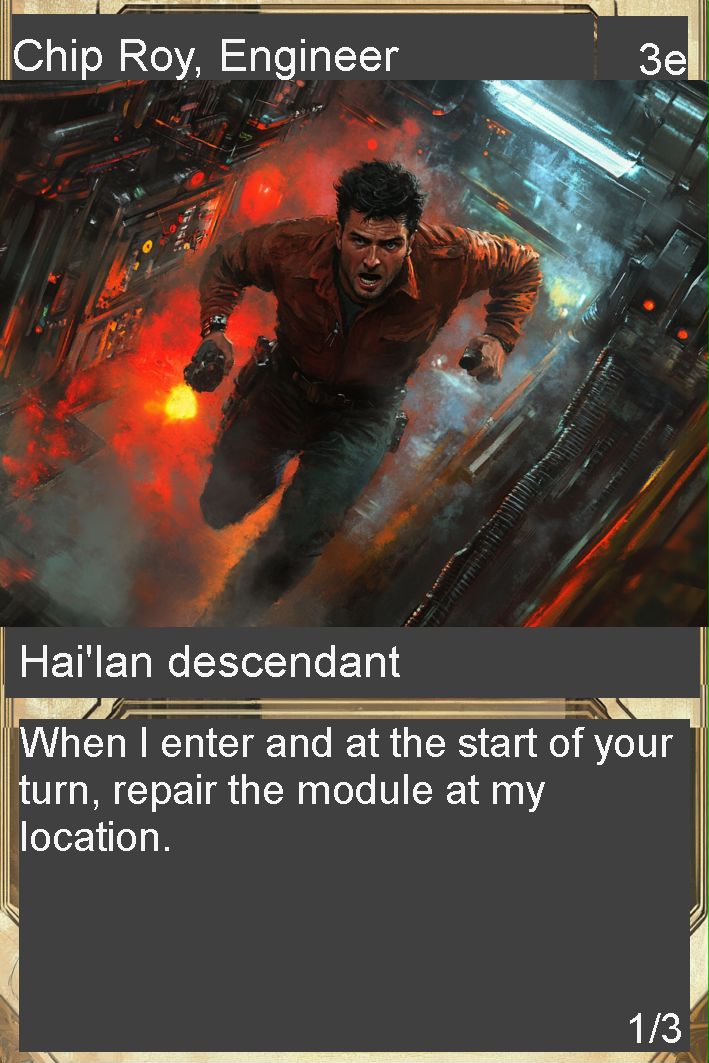 Chip Roy, Engineer
3e
Hai'lan descendant
When I enter and at the start of your
turn, repair the module at my
location.
1/3